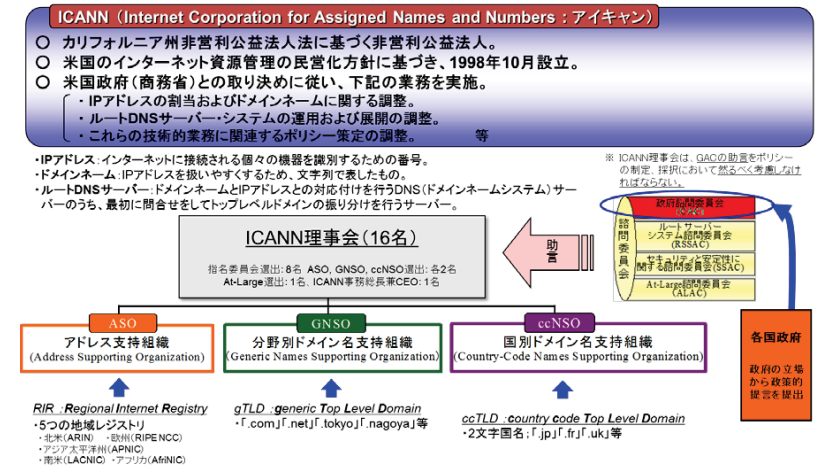 ICANN（Internet Corporation for Assigned Names and Numbers：アイキャン）
○ カリフォルニア州非営利公益法人法に基づく非営利公益法人。
○ 米国のインターネット資源管理の民営化方針に基づき、1998年10月設立。
○ 米国政府（商務省）との取り決めに従い、下記の業務を実施。
・IPアドレスの割当およびドメインネームに関する調整。
・ルートDNSサーバー・システムの運用および展開の調整。
・これらの技術的業務に関連するポリシー策定の調整。　　　　等
・IPアドレス：インターネットに接続される個々の機器を識別するための番号。
・ドメインネーム：IPアドレスを扱いやすくするため、文字列で表したもの。
・ルートDNSサーバー：ドメインネームとIPアドレスとの対応付けを行うDNS（ドメインネームシステム）サー
バーのうち、最初に問合せをしてトップレベルドメインの振り分けを行うサーバー。
※ ICANN理事会は、GACの助言をポリシー
の制定、採択において然るべく考慮しなけ
ればならない。
ICANN理事会（16名）
指名委員会選出：8名 ASO, GNSO, ccNSO選出：各2名
At-Large選出：1名、ICANN事務総長兼CEO：1名
助言
諮問委員会
政府諮問委員会
(GAC)
ルートサーバー
システム諮問委員会
(RSSAC)
セキュリティと安定性に
関する諮問委員会(SSAC)
At-Large諮問委員会
(ALAC)
各国政府
政府の立場
から政策的
提言を提出
ASO
アドレス支持組織
(Address Supporting Organization)
GNSO
分野別ドメイン名支持組織
(Generic Names Supporting Organization)
ccNSO
国別ドメイン名支持組織
(Country-Code Names Supporting Organization)
RIR ：Regional Internet Registry
・5つの地域レジストリ
・北米(ARIN)　・欧州(RIPE NCC)
・アジア太平洋州(APNIC)
・南米(LACNIC)　・アフリカ(AfriNIC)
gTLD ：generic Top Level Domain
・「.com」「.net」「.tokyo」「.nagoya」等
ccTLD ：country code Top Level Domain
・2文字国名；「.jp」「.fr」「.uk」等